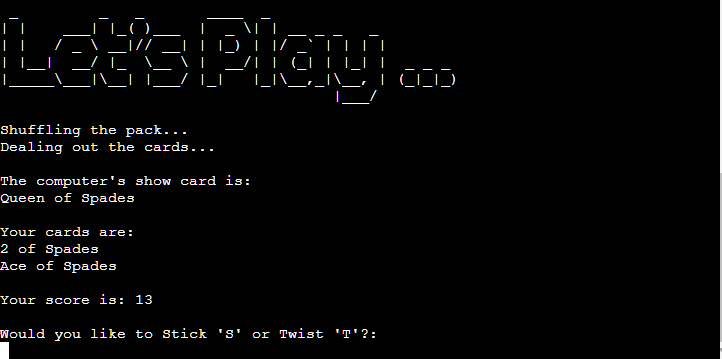 Let's Play...
Shuffling the pack...
Dealing out the cards...
The computer's show card is:
Queen of Spades
Your cards are:
2 of Spades
Ace of Spades
Your score is: 13
Would you like to Stick 'S' or Twist 'T'?: